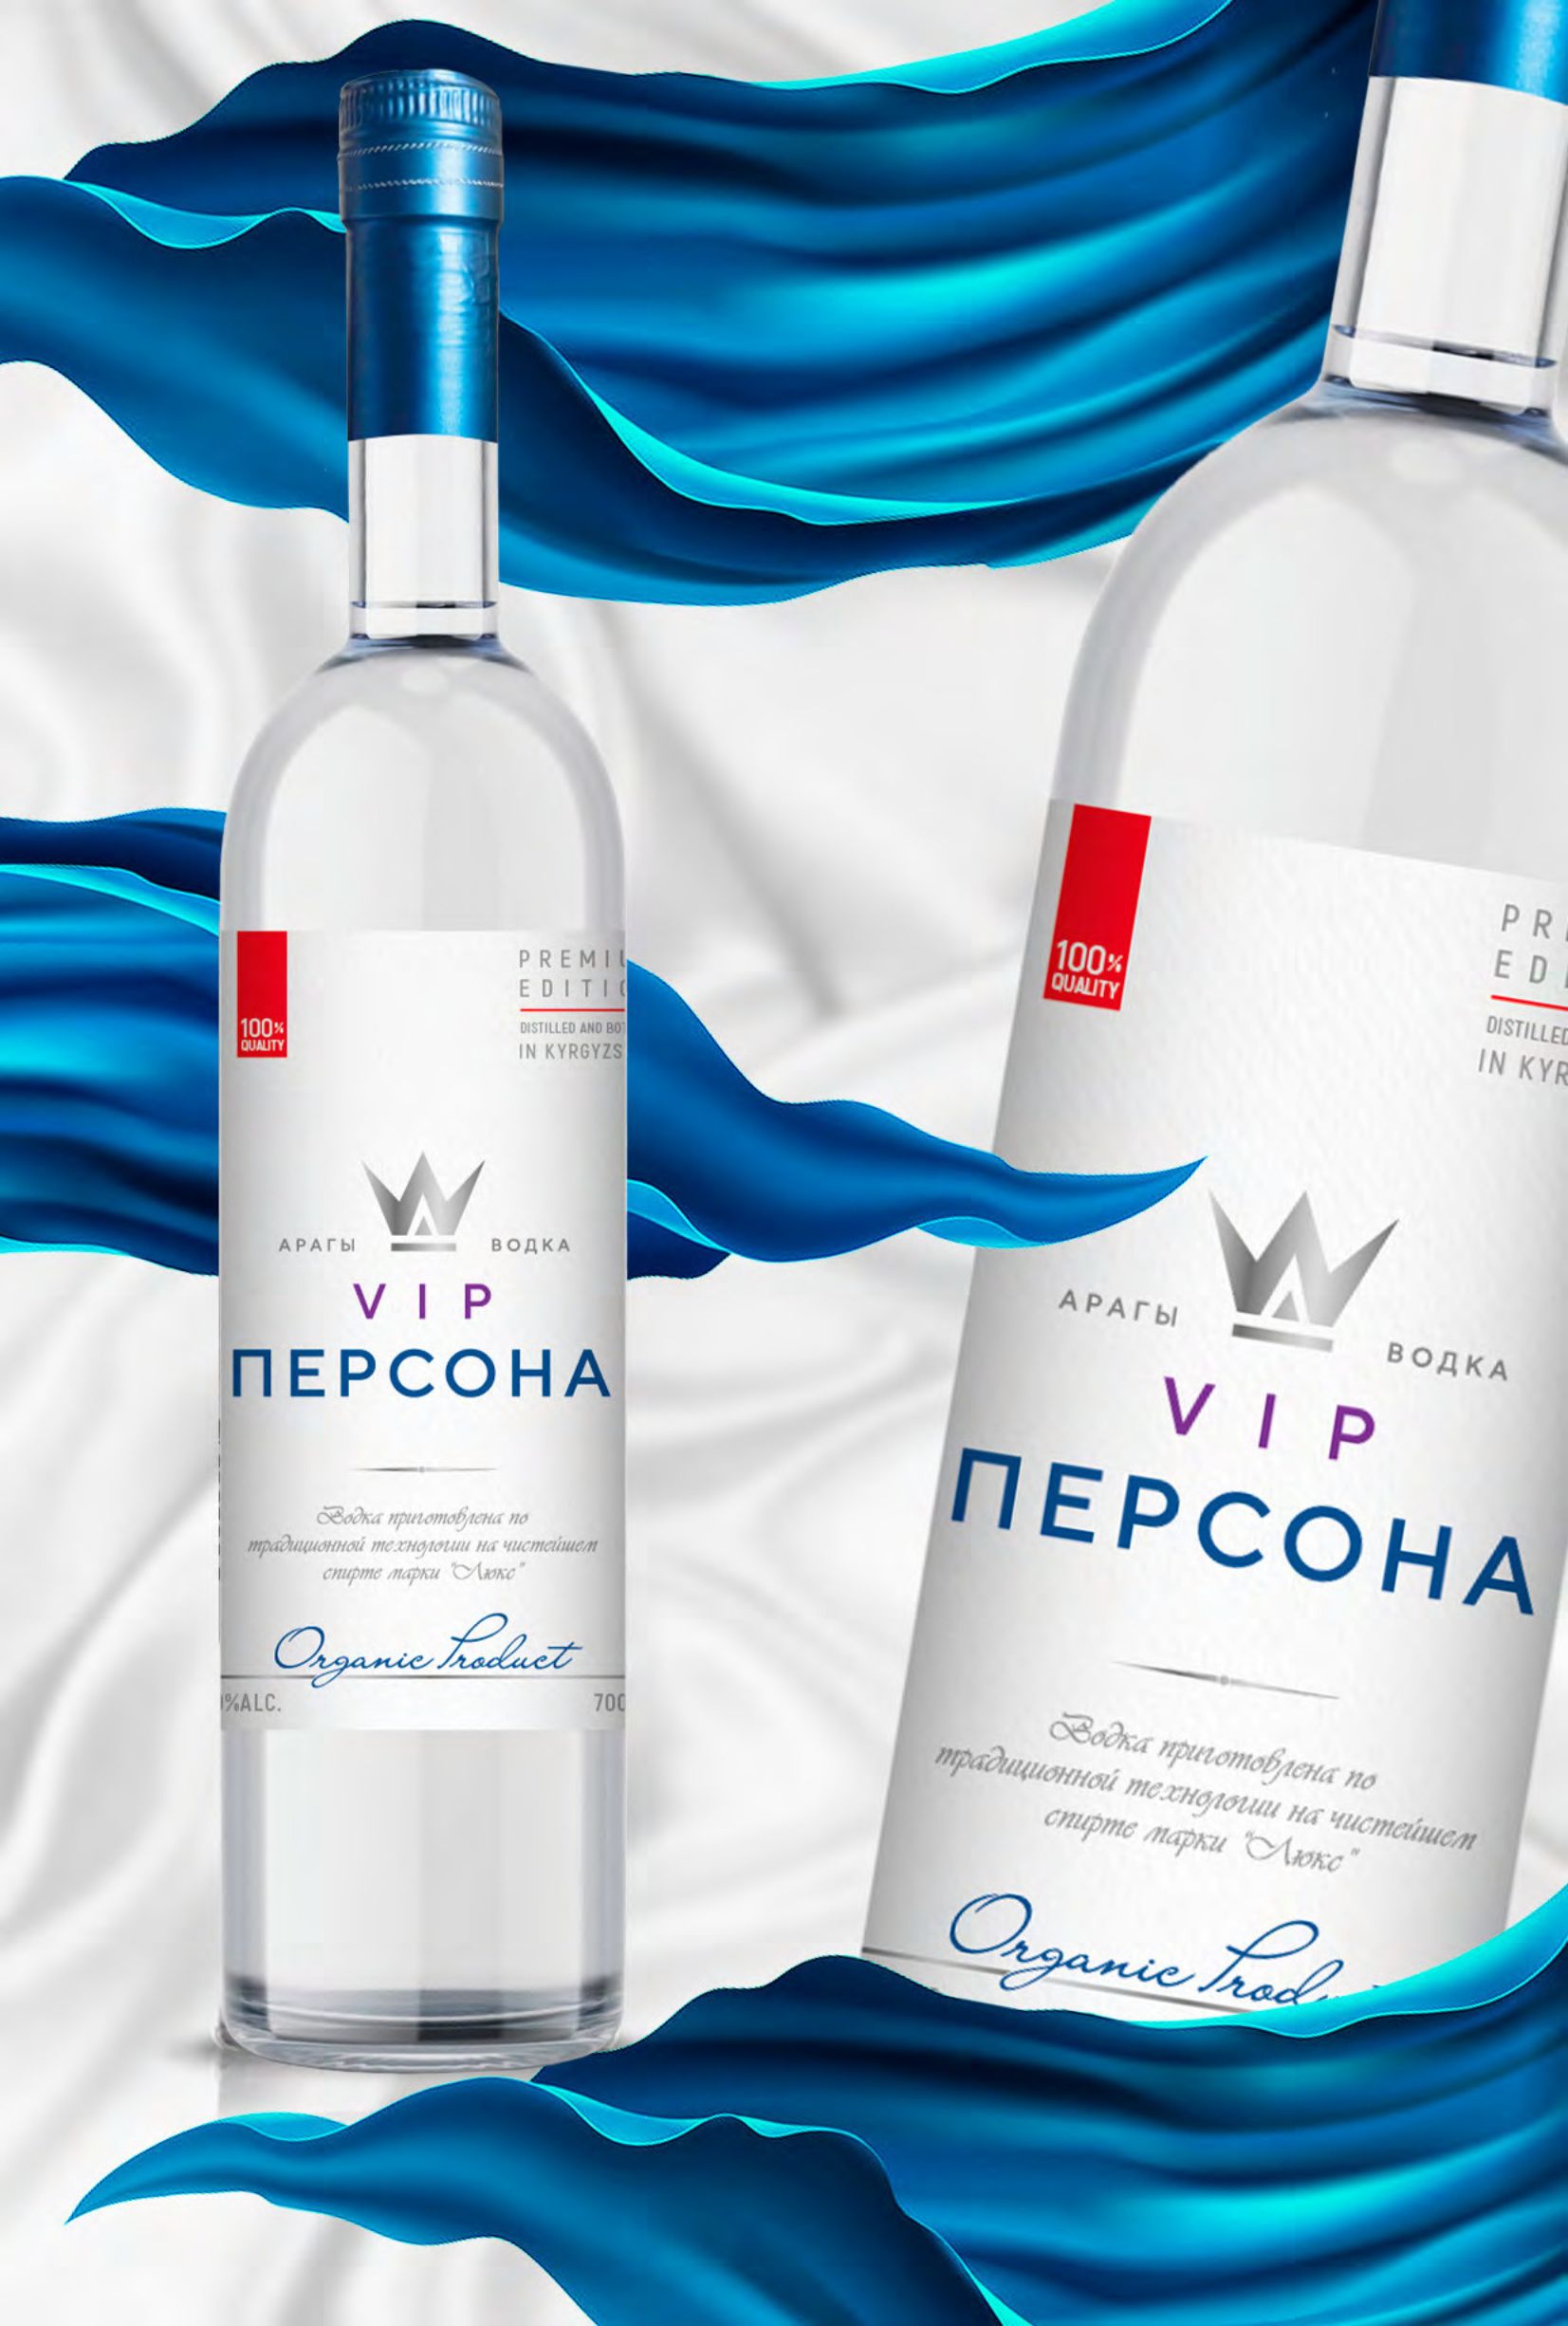 100%
QUALITY
PREMIU
EDITIO
DISTILLED AND BOT
IN KYRGYZS
АРАГЫ ВОДКА
VIP
ПЕРСОНА
Водка приготовлена по
традиционной технологии на чистейшем
спирте марки "Люкс"
Organic Product
%ALC. 700
100%
QUALITY
PR
EDI
DISTILLED
IN KYR
АРАГЫ ВОДКА
VIP
ПЕРСОНА
Водка приготовлена по
традиционной технологии на чистейшем
спирте марки "Люкс"
Organic Prod